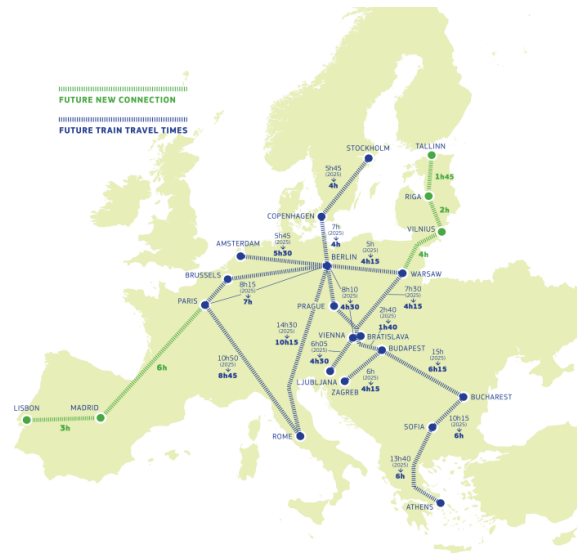 FUTURE NEW CONNECTION
FUTURE TRAIN TRAVEL TIMES
STOCKHOLM
TALLINN
5h45
(2025)
4h
1h45
RIGA
2h
COPENHAGEN
VILNIUS
7h
(2025)
4h
AMSTERDAM
5h45
(2025)
5h30
5h
(2025)
4h15
4h
BERLIN
BRUSSELS
WARSAW
8h15
(2025)
7h
8h10
(2025)
4h30
7h30
(2025)
4h15
PARIS
PRAGUE
2h40
(2025)
1h40
14h30
(2025)
10h15
VIENNA
BRATISLAVA
6h05
(2025)
4h30
BUDAPEST
10h50
(2025)
8h45
6h
15h
(2025)
6h15
LJUBLJANA
6h
(2025)
4h15
ZAGREB
BUCHAREST
LISBON
MADRID
3h
10h15
(2025)
6h
SOFIA
ROME
13h40
(2025)
6h
ATHENS